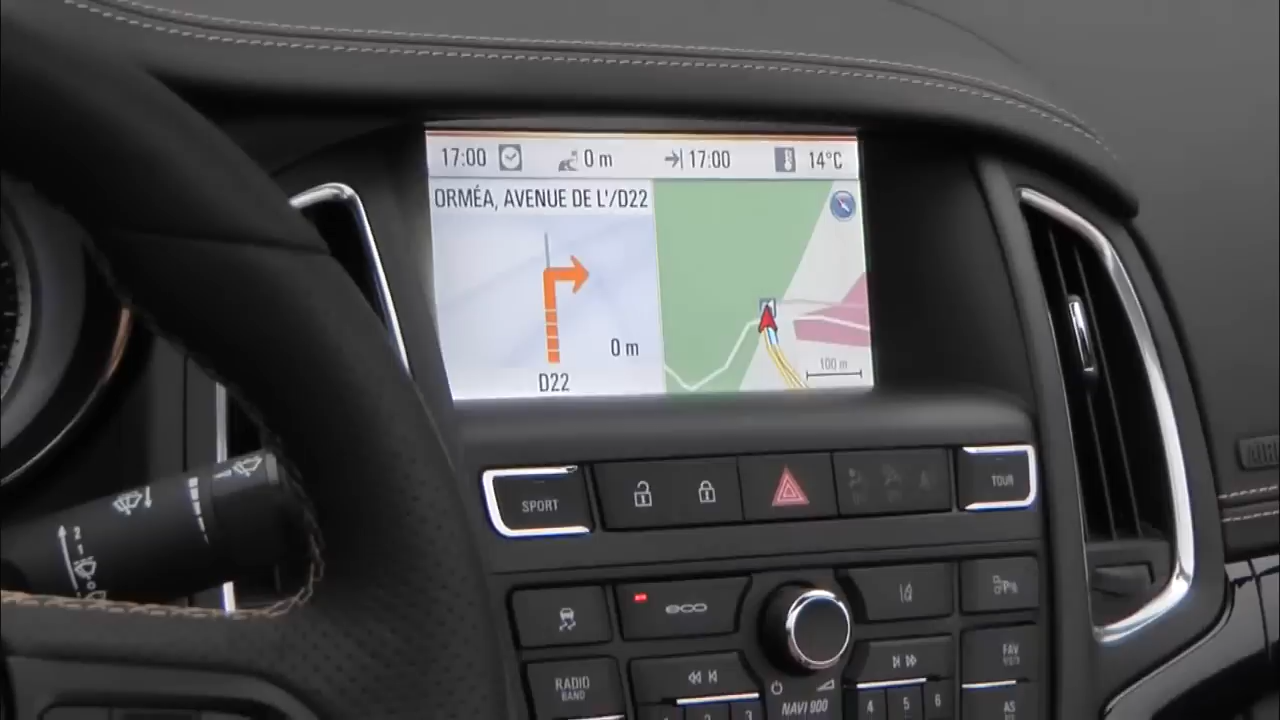 17:00 0 m 17:00 14°C
ORMÉA, AVENUE DE L'/D22
0 m
D22
100 m
SPORT
TOUR
2
1
eco
RADIO
BAND
FAV
AS
NAVI 900
4 5 6